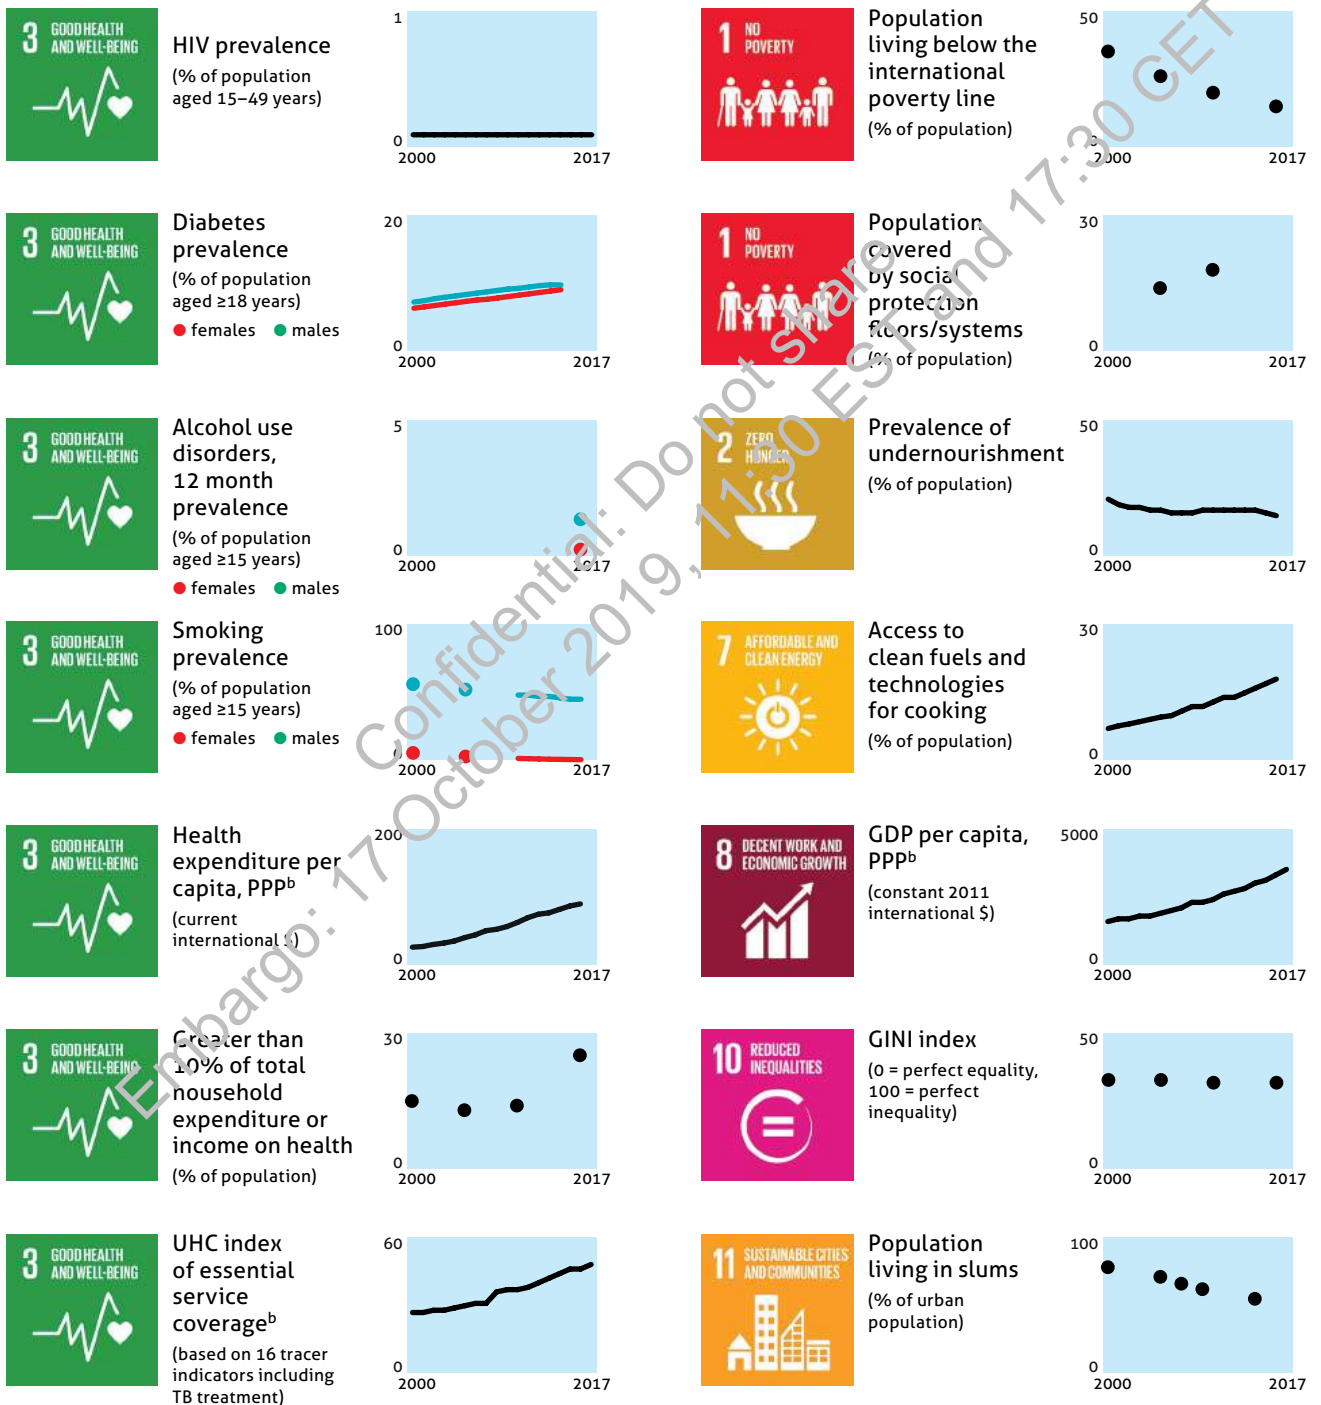 3 GOOD HEALTH
AND WELL-BEING
HIV prevalence
(% of population
aged 15–49 years)
1
0
2000 2017
3 GOOD HEALTH
AND WELL-BEING
Diabetes
prevalence
(% of population
aged ≥18 years)
females males
20
0
2000 2017
3 GOOD HEALTH
AND WELL-BEING
Alcohol use
disorders,
12 month
prevalence
(% of population
aged ≥15 years)
females males
5
0
2000 2017
3 GOOD HEALTH
AND WELL-BEING
Smoking
prevalence
(% of population
aged ≥15 years)
females males
100
0
2000 2017
3 GOOD HEALTH
AND WELL-BEING
Health
expenditure per
capita, PPPᵇ
(current
international $)
200
0
2000 2017
3 GOOD HEALTH
AND WELL-BEING
Greater than
10% of total
household
expenditure or
income on health
(% of population)
30
0
2000 2017
3 GOOD HEALTH
AND WELL-BEING
UHC index
of essential
service
coverageᵇ
(based on 16 tracer
indicators including
TB treatment)
60
0
2000 2017
1 NO
POVERTY
Population
living below the
international
poverty line
(% of population)
50
0
2000 2017
1 NO
POVERTY
Population
covered
by social
protection
floors/systems
(% of population)
30
0
2000 2017
2 ZERO
HUNGER
Prevalence of
undernourishment
(% of population)
50
0
2000 2017
7 AFFORDABLE AND
CLEAN ENERGY
Access to
clean fuels and
technologies
for cooking
(% of population)
30
0
2000 2017
8 DECENT WORK AND
ECONOMIC GROWTH
GDP per capita,
PPPᵇ
(constant 2011
international $)
5000
0
2000 2017
10 REDUCED
INEQUALITIES
GINI index
(0 = perfect equality,
100 = perfect
inequality)
50
0
2000 2017
11 SUSTAINABLE CITIES
AND COMMUNITIES
Population
living in slums
(% of urban
population)
100
0
2000 2017
Confidential: Do not share
Embargo: 17 October 2019, 11:30 EST and 17:30 CET